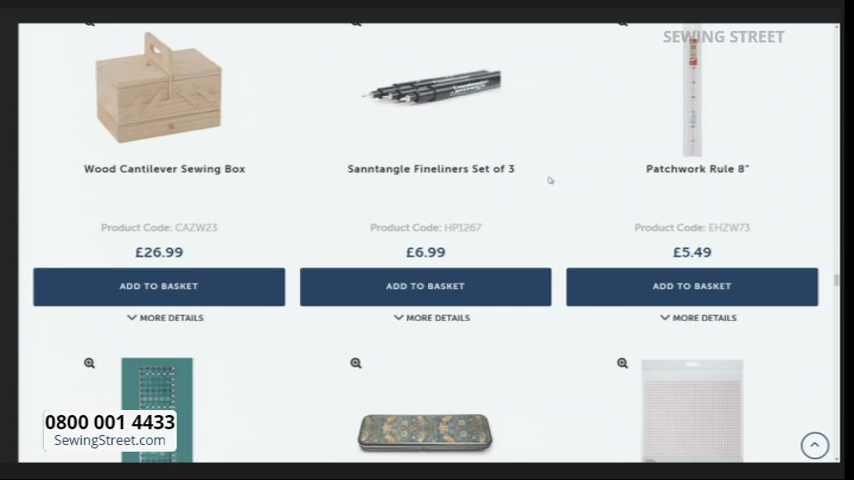 SEWING STREET
Wood Cantilever Sewing Box
Sanntangle Fineliners Set of 3
Patchwork Rule 8"
Product Code: CAZW23
Product Code: HP1267
Product Code: EHZW73
£26.99
£6.99
£5.49
ADD TO BASKET
ADD TO BASKET
ADD TO BASKET
MORE DETAILS
MORE DETAILS
MORE DETAILS
0800 001 4433
SewingStreet.com